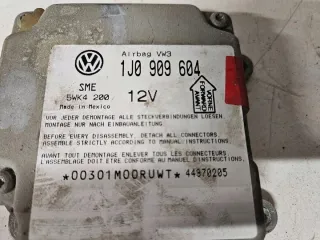 Airbag VW3
1J0 909 604
SME
5WK4 200
12V
Made in Mexico
FORWARD
VOR JEDER DEMONTAGE ALLE STECKVERBINDUNGEN LOESEN
MONTAGE NUR NACH EINBAUANLEITUNG
BEFORE EVERY DISASSEMBLY - DETACH ALL CONNECTORS
ASSEMBLE STRICTLY ACCORDING TO MANUAL INSTRUCTIONS
AVANT TOUT DEMONTAGE BIEN ENLEVER TOUS LES CONNECTEURS
L'ASSEMBLAGE DOIT ETRE CONFORME AU MANUEL D'INSTRUCTIONS
*00301M00RUWT* 44970205